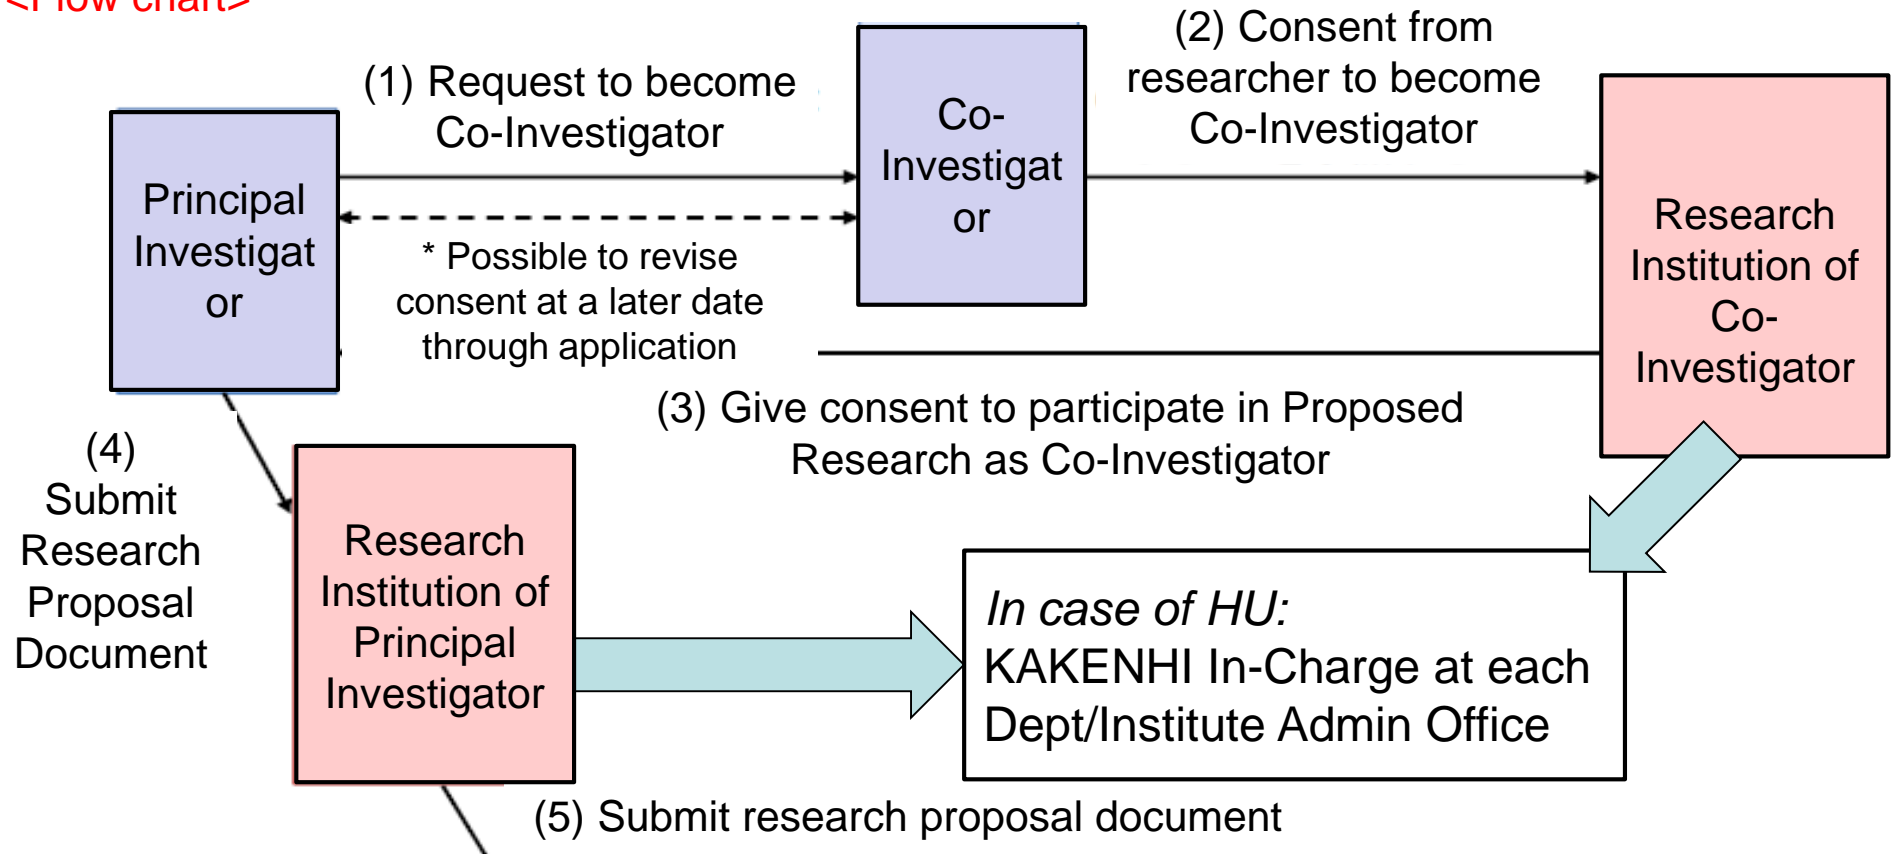 <Flow chart>
(1) Request to become
Co-Investigator
(2) Consent from
researcher to become
Co-Investigator
Principal
Investigat
or
Co-
Investigat
or
Research
Institution of
Co-
Investigator
* Possible to revise
consent at a later date
through application
(3) Give consent to participate in Proposed
Research as Co-Investigator
(4)
Submit
Research
Proposal
Document
Research
Institution of
Principal
Investigator
In case of HU:
KAKENHI In-Charge at each
Dept/Institute Admin Office
(5) Submit research proposal document